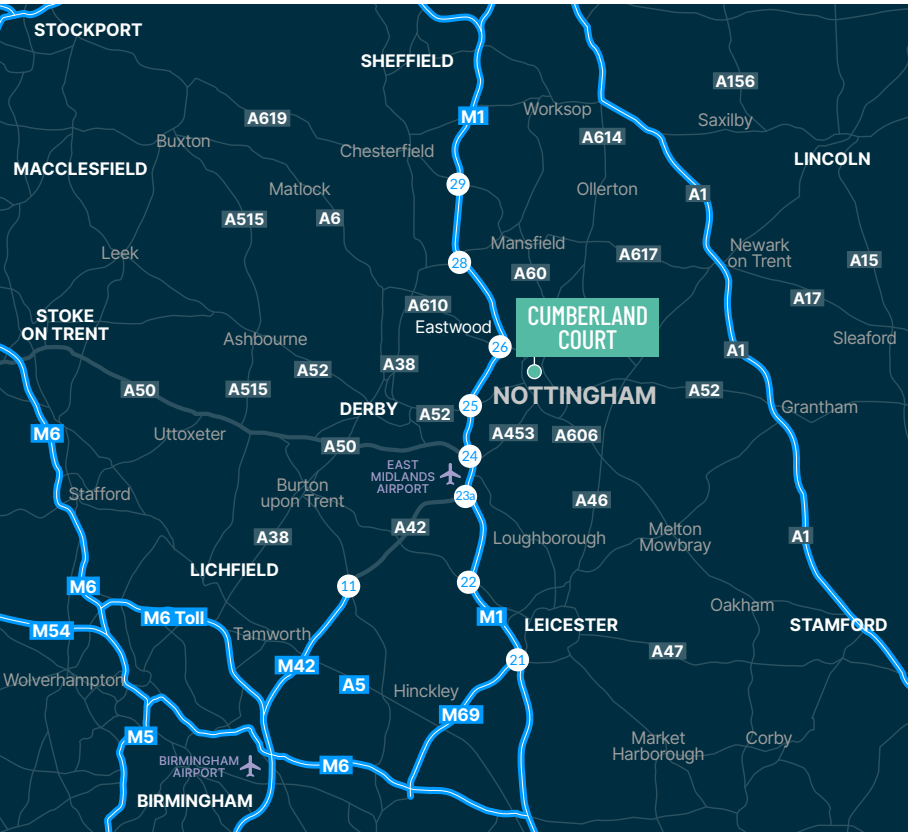 STOCKPORT
SHEFFIELD
A156
Worksop
M1
A619
Saxilby
A614
Buxton
Chesterfield
LINCOLN
MACCLESFIELD
29
Matlock
Ollerton
A1
A515
A6
Mansfield
Newark
on Trent
Leek
A617
A15
28
A60
A17
A610
STOKE
ON TRENT
Eastwood
CUMBERLAND
COURT
Ashbourne
26
A1
Sleaford
A52
A38
A50
A515
NOTTINGHAM
A52
DERBY
25
A52
Grantham
M6
Uttoxeter
A50
A453
A606
24
EAST
MIDLANDS
AIRPORT
Stafford
Burton
upon Trent
23a
A46
A42
A38
Loughborough
Melton
Mowbray
A1
LICHFIELD
M6
11
22
Oakham
M6 Toll
M1
LEICESTER
STAMFORD
M54
Tamworth
A47
M42
21
Wolverhampton
A5
Hinckley
M69
M5
Market
Harborough
Corby
BIRMINGHAM
AIRPORT
M6
BIRMINGHAM